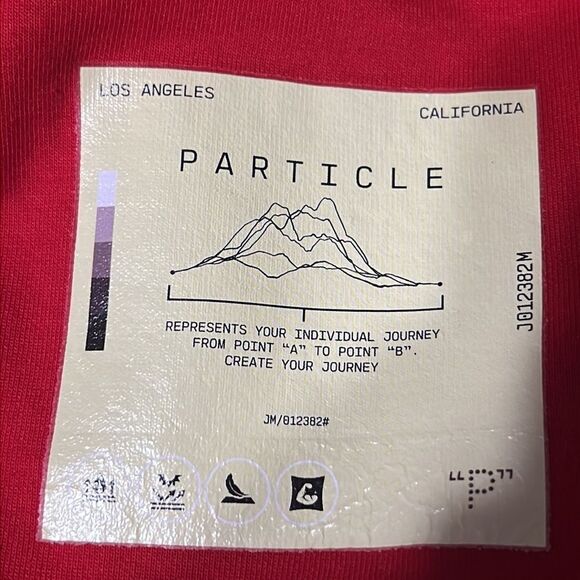 LOS ANGELES
CALIFORNIA
PARTICLE
J012382M
REPRESENTS YOUR INDIVIDUAL JOURNEY
FROM POINT “A” TO POINT “B”.
CREATE YOUR JOURNEY
JM/012382#
“P”